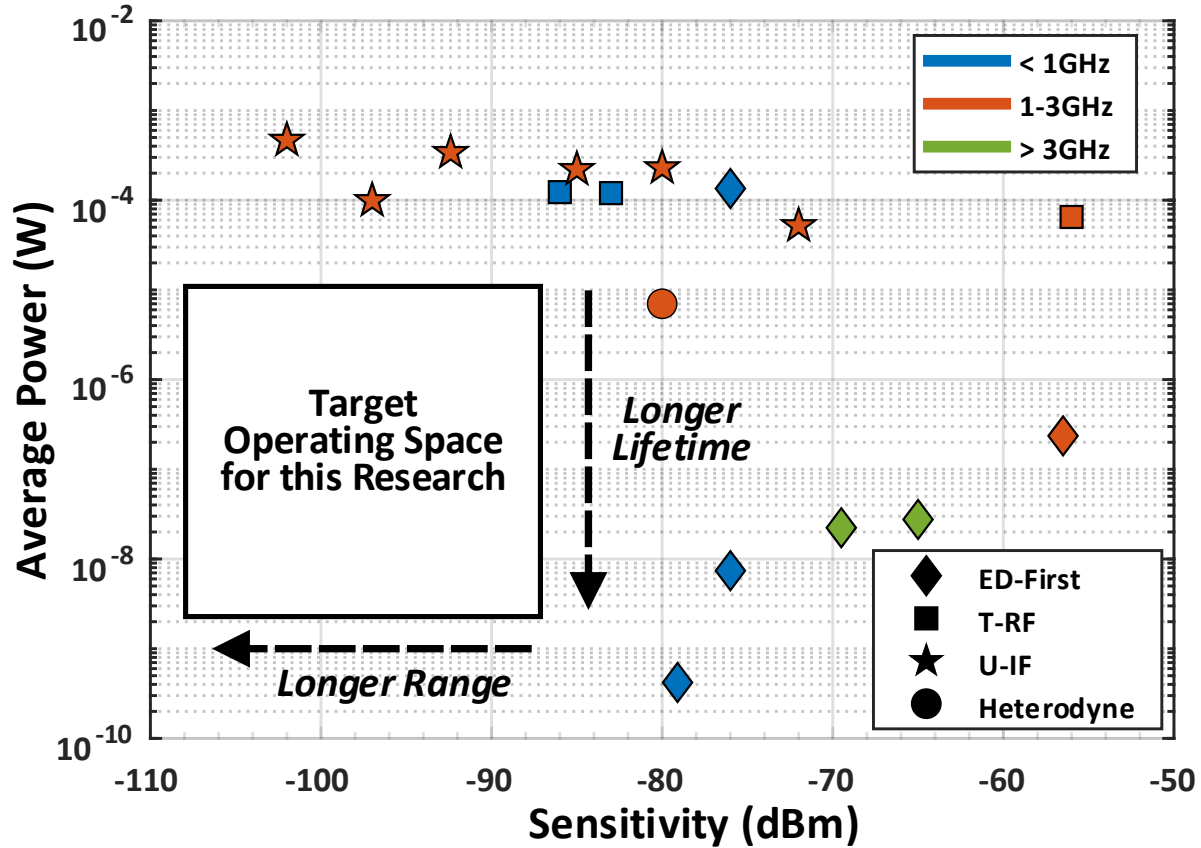 10-2
10-4
10-6
10-8
10-10
Average Power (W)
< 1GHz
1-3GHz
> 3GHz
Target
Operating Space
for this Research
Longer
Lifetime
Longer Range
ED-First
T-RF
U-IF
Heterodyne
-110 -100 -90 -80 -70 -60 -50
Sensitivity (dBm)